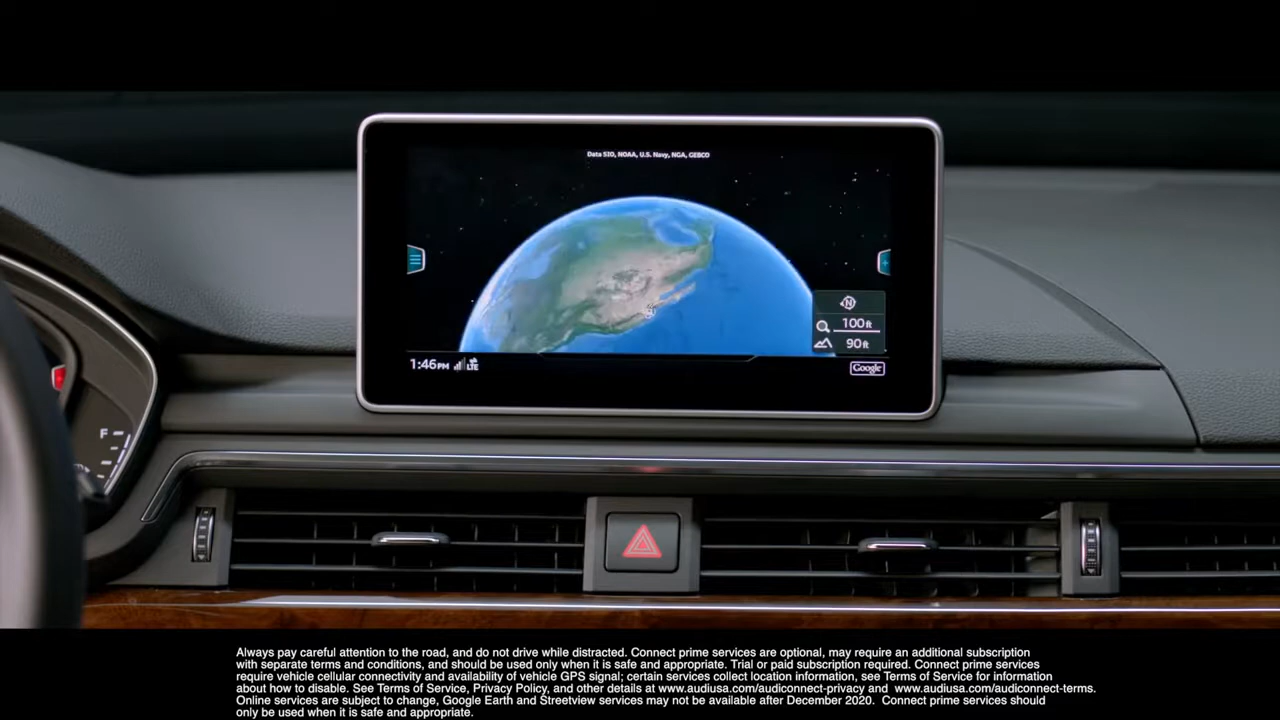 Data SIO, NOAA, U.S. Navy, NGA, GEBCO
N
100ft
90ft
1:46PM
LTE
Google
F
Always pay careful attention to the road, and do not drive while distracted. Connect prime services are optional, may require an additional subscription
with separate terms and conditions, and should be used only when it is safe and appropriate. Trial or paid subscription required. Connect prime services
require vehicle cellular connectivity and availability of vehicle GPS signal; certain services collect location information, see Terms of Service for information
about how to disable. See Terms of Service, Privacy Policy, and other details at www.audiusa.com/audiconnect-privacy and www.audiusa.com/audiconnect-terms.
Online services are subject to change, Google Earth and Streetview services may not be available after December 2020. Connect prime services should
only be used when it is safe and appropriate.